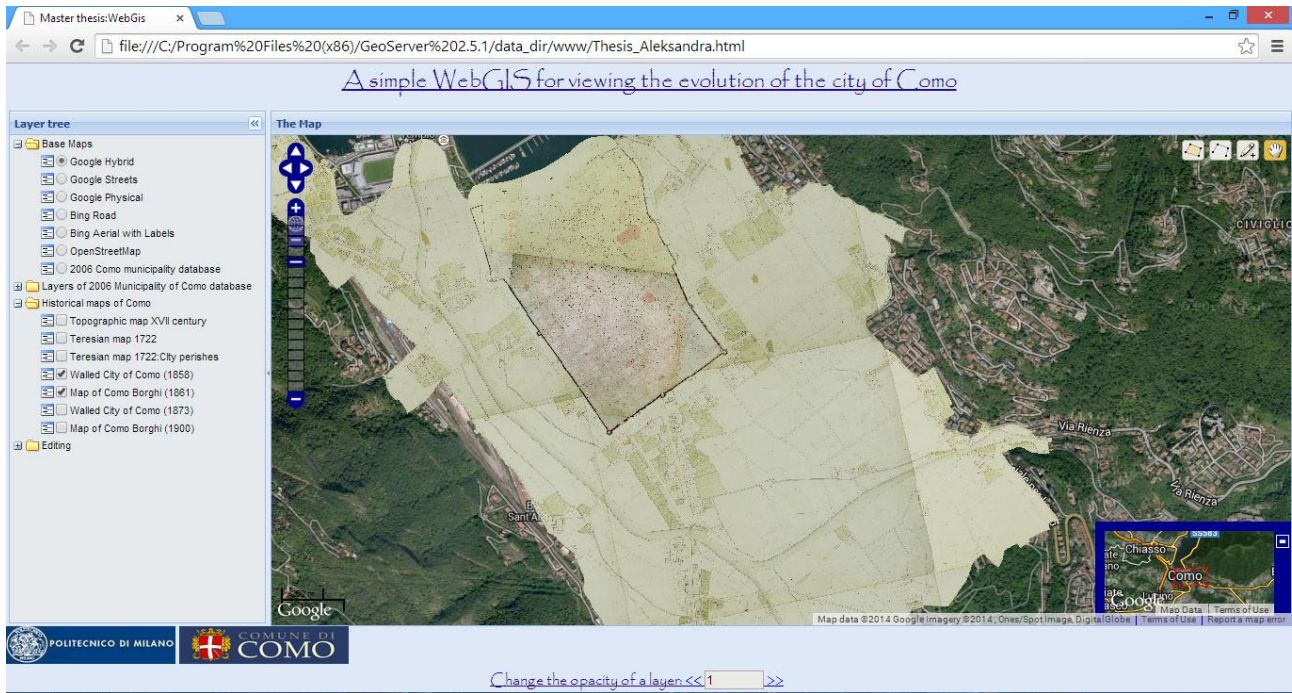 Master thesis:WebGis
file:///C:/Program%20Files%20(x86)/GeoServer%202.5.1/data_dir/www/Thesis_Aleksandra.html
A simple WebGIS for viewing the evolution of the city of Como
Layer tree
The Map
Base Maps
Google Hybrid
Google Streets
Google Physical
Bing Road
Bing Aerial with Labels
OpenStreetMap
2006 Como municipality database
Layers of 2006 Municipality of Como database
Historical maps of Como
Topographic map XVII century
Teresian map 1722
Teresian map 1722:City perishes
Walled City of Como (1858)
Map of Como Borghi (1861)
Walled City of Como (1873)
Map of Como Borghi (1900)
Editing
CIVIGLIO
Via Rienza
Via Rienza
Sant'A
SS583
Chiasso
Como
Google
Google
Map Data
Terms of Use
Map data ©2014 Google Imagery ©2014 , Cnes/Spot Image, DigitalGlobe
Terms of Use
Report a map error
POLITECNICO DI MILANO
COMUNE DI
COMO
Change the opacity of a layer: << 1 >>